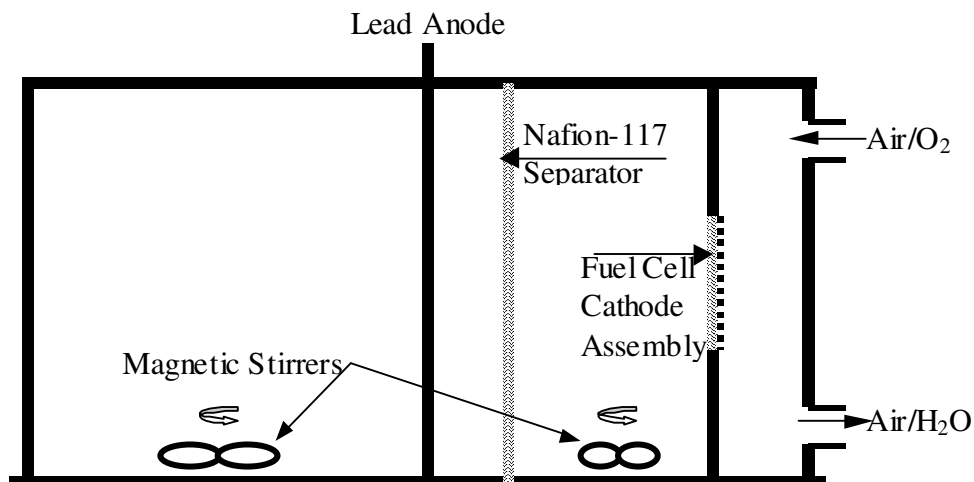 Lead Anode
Nafion-117
Separator
Air/O₂
Fuel Cell
Cathode
Assembly
Magnetic Stirrers
Air/H₂O